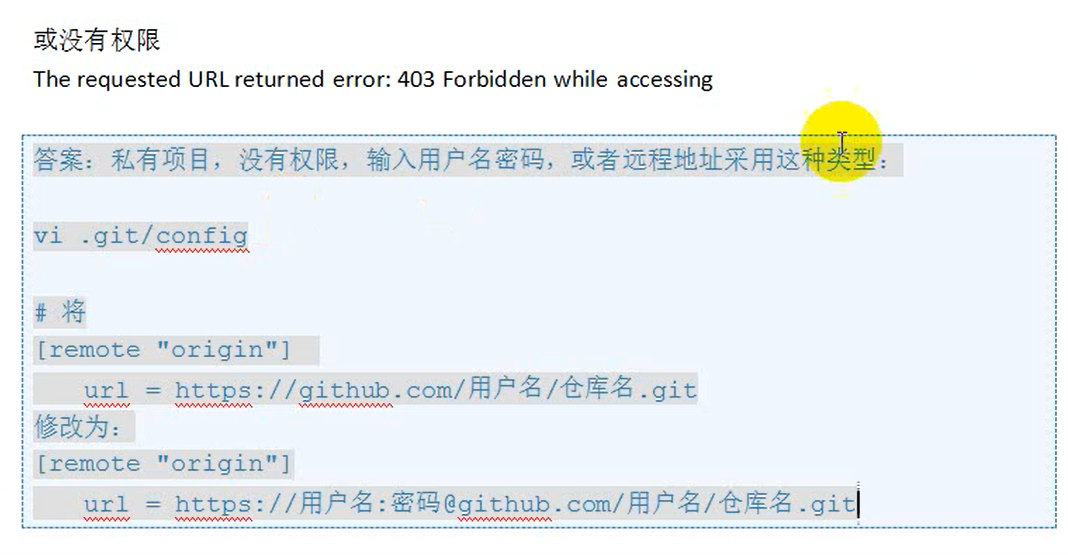 或没有权限
The requested URL returned error: 403 Forbidden while accessing
答案：私有项目，没有权限，输入用户名密码，或者远程地址采用这种类型：
vi .git/config
# 将
[remote "origin"]
url = https://github.com/用户名/仓库名.git
修改为：
[remote "origin"]
url = https://用户名:密码@github.com/用户名/仓库名.git